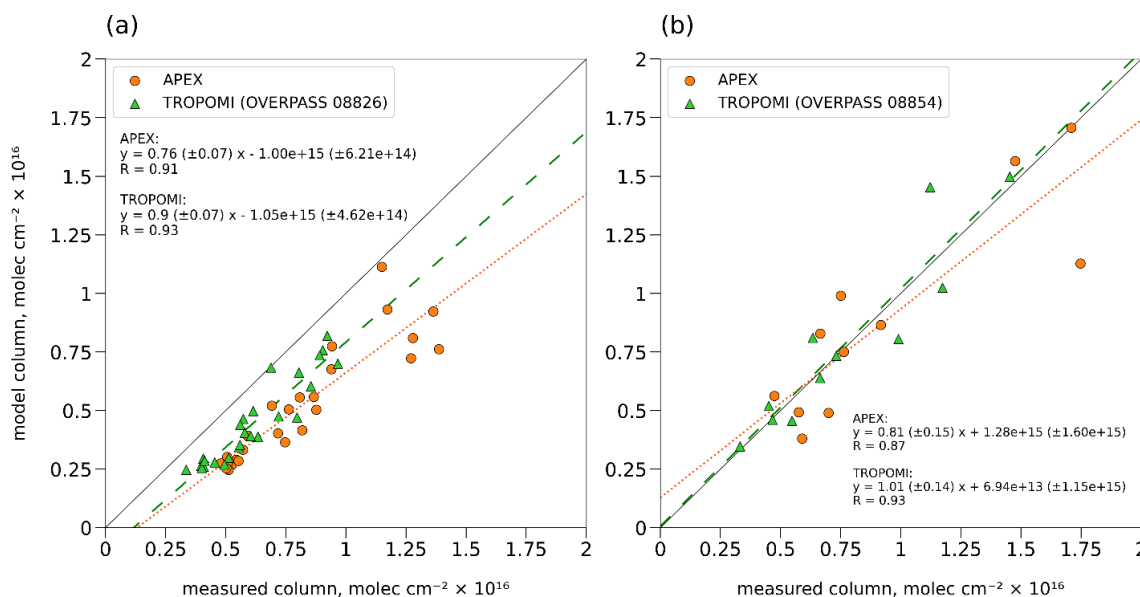 (a)
2
1.75
1.5
1.25
1
0.75
0.5
0.25
0
model column, molec cm⁻² × 10¹⁶
APEX
TROPOMI (OVERPASS 08826)
APEX:
y = 0.76 (±0.07) x - 1.00e+15 (±6.21e+14)
R = 0.91
TROPOMI:
y = 0.9 (±0.07) x - 1.05e+15 (±4.62e+14)
R = 0.93
0 0.25 0.5 0.75 1 1.25 1.5 1.75 2
measured column, molec cm⁻² × 10¹⁶
(b)
2
1.75
1.5
1.25
1
0.75
0.5
0.25
0
APEX
TROPOMI (OVERPASS 08854)
APEX:
y = 0.81 (±0.15) x + 1.28e+15 (±1.60e+15)
R = 0.87
TROPOMI:
y = 1.01 (±0.14) x + 6.94e+13 (±1.15e+15)
R = 0.93
0 0.25 0.5 0.75 1 1.25 1.5 1.75 2
measured column, molec cm⁻² × 10¹⁶